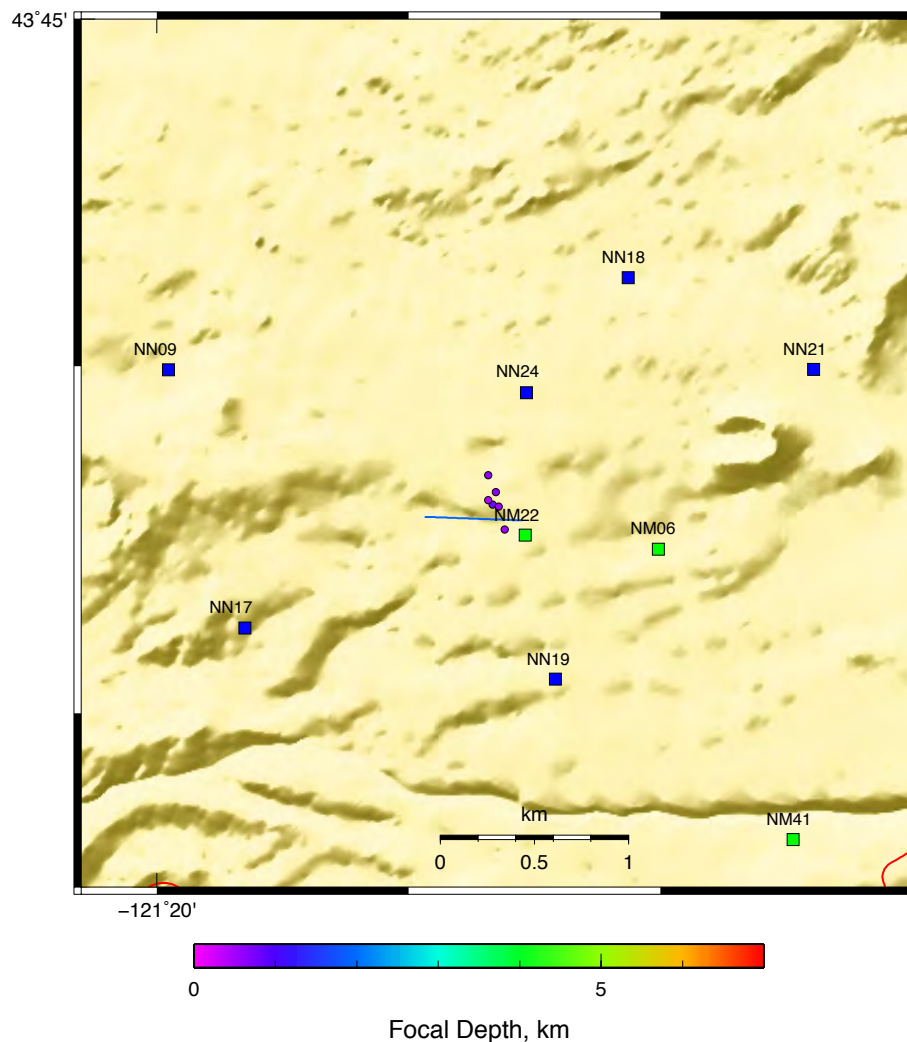 43˚45'
NN18
NN09
NN21
NN24
NM22
NM06
NN17
NN19
km
NM41
0 0.5 1
−121˚20'
0 5
Focal Depth, km